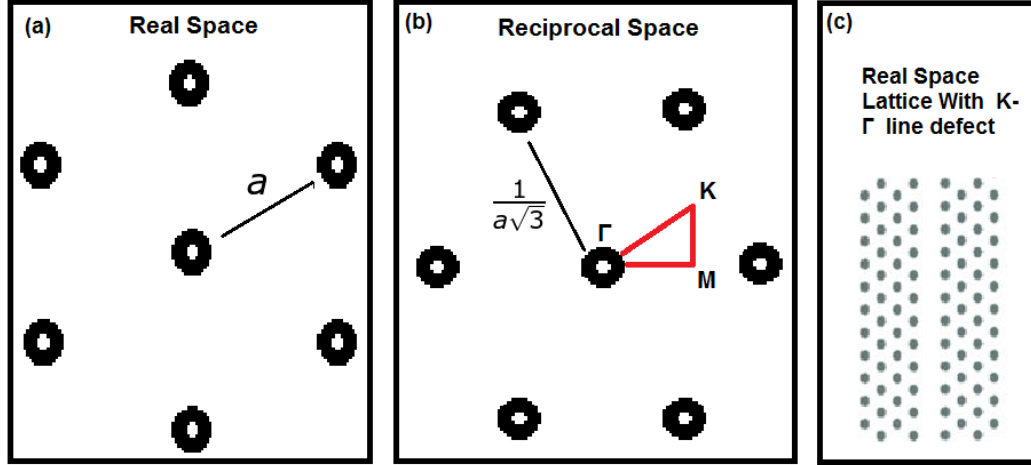 (a)
Real Space
a
(b)
Reciprocal Space
1
a√3
Γ
K
M
(c)
Real Space
Lattice With K-
Γ line defect